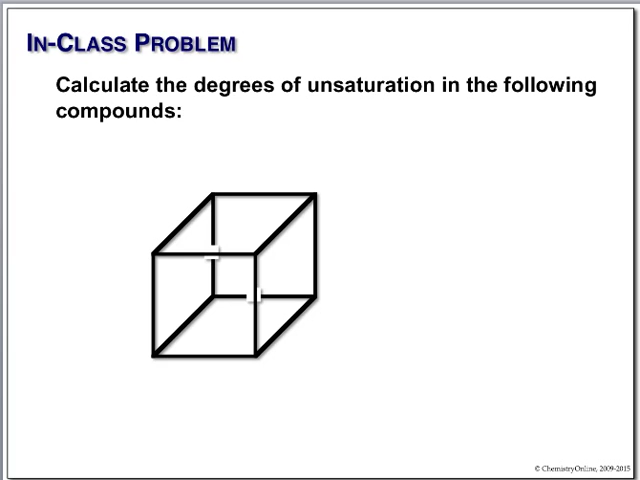 In-Class Problem
Calculate the degrees of unsaturation in the following
compounds:
© ChemistryOnline, 2009-2015